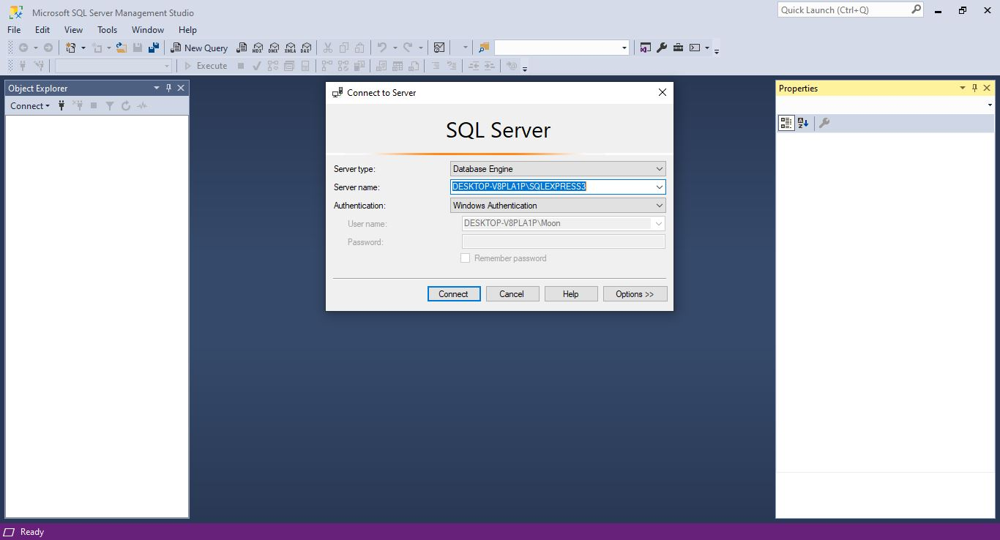 Microsoft SQL Server Management Studio
Quick Launch (Ctrl+Q)
File Edit View Tools Window Help
New Query MDX DMX XMLA DAX
Execute
Object Explorer
Connect
Connect to Server
SQL Server
Server type: Database Engine
Server name: DESKTOP-V8PLA1P\SQLEXPRESS3
Authentication: Windows Authentication
User name: DESKTOP-V8PLA1P\Moon
Password:
Remember password
Connect Cancel Help Options >>
Properties
Ready